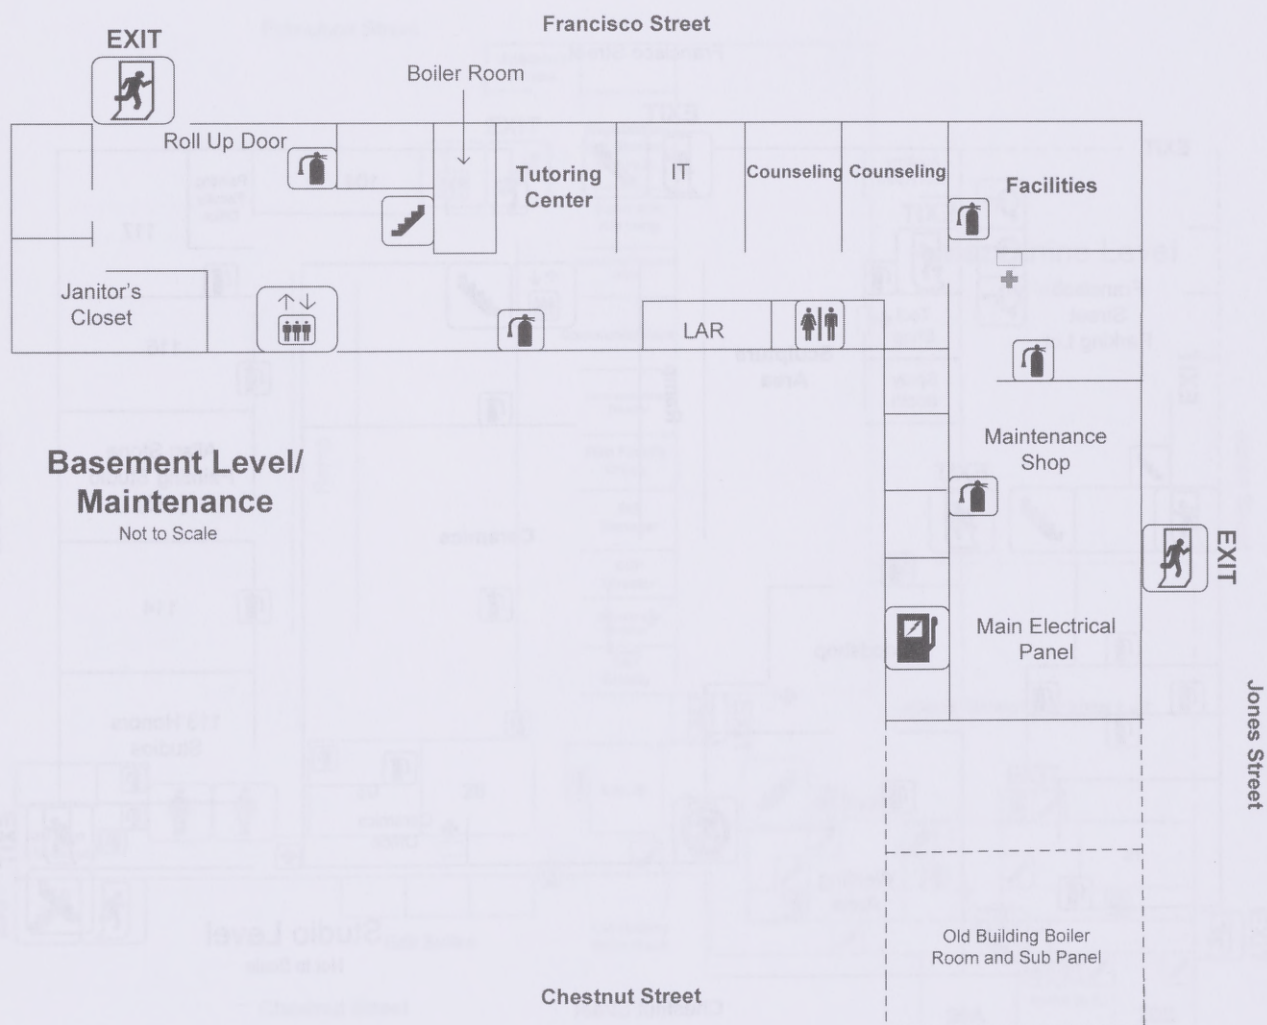 Francisco Street
EXIT
Boiler Room
Roll Up Door
Tutoring
Center
IT
Counseling
Counseling
Facilities
Janitor's
Closet
LAR
Maintenance
Shop
Basement Level/
Maintenance
Not to Scale
EXIT
Main Electrical
Panel
Jones Street
Old Building Boiler
Room and Sub Panel
Chestnut Street